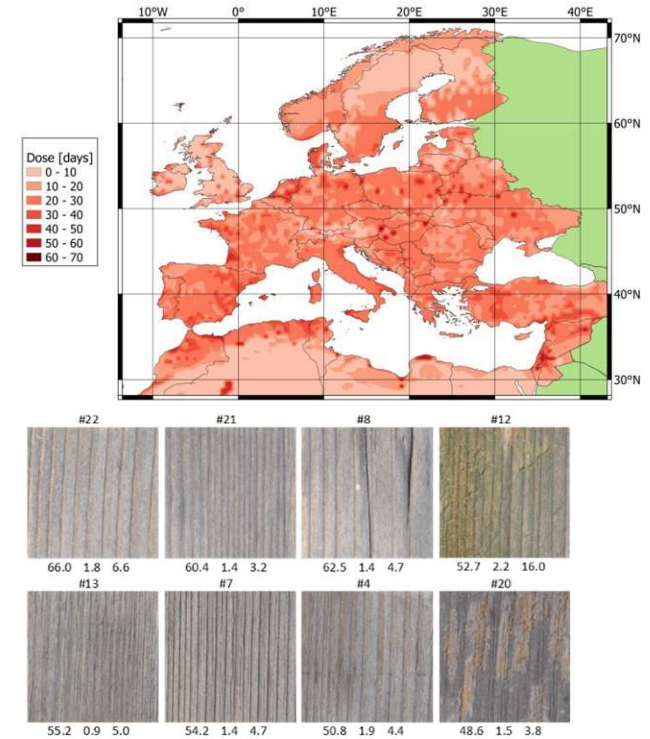 10°W 0° 10°E 20°E 30°E 40°E
70°N
60°N
50°N
40°N
30°N
Dose [days]
0 - 10
10 - 20
20 - 30
30 - 40
40 - 50
50 - 60
60 - 70
#22 #21 #8 #12
66.0 1.8 6.6 60.4 1.4 3.2 62.5 1.4 4.7 52.7 2.2 16.0
#13 #7 #4 #20
55.2 0.9 5.0 54.2 1.4 4.7 50.8 1.9 4.4 48.6 1.5 3.8